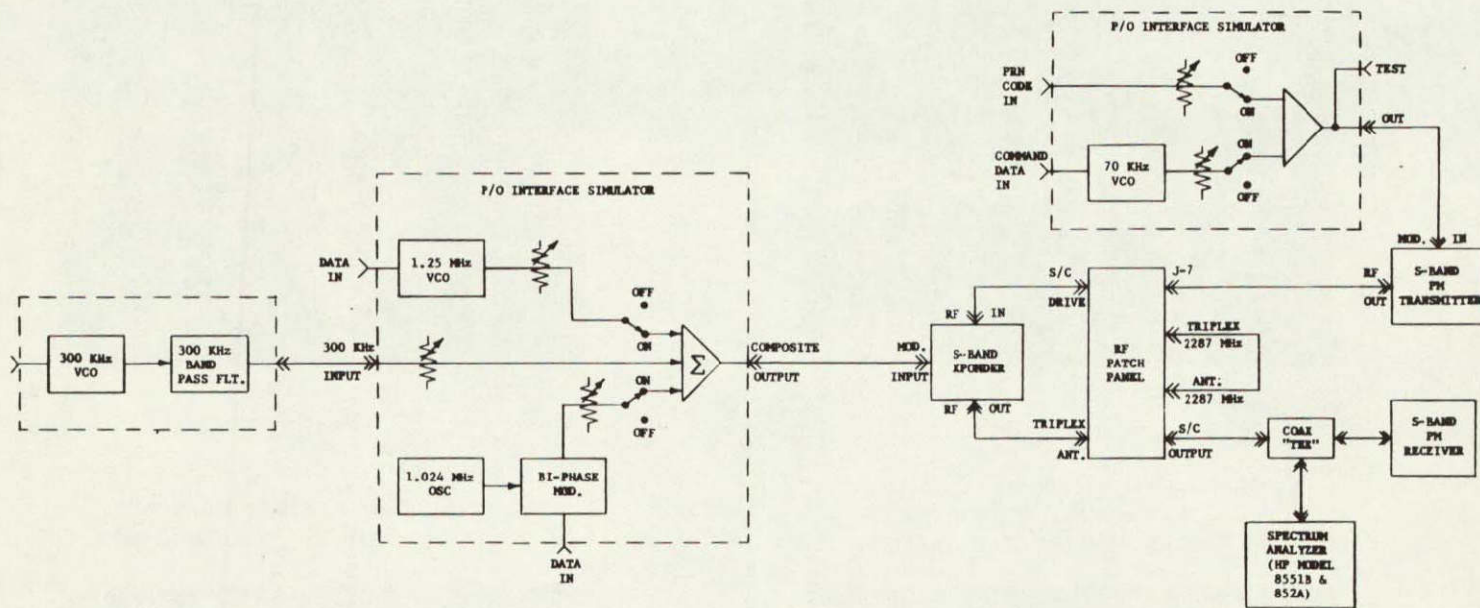 P/O INTERFACE SIMULATOR
PRN
CODE
IN
OFF
ON
TEST
OUT
COMMAND
DATA
IN
70 KHz
VCO
ON
OFF
P/O INTERFACE SIMULATOR
DATA
IN
1.25 MHz
VCO
OFF
ON
300 KHz
VCO
300 KHz
BAND
PASS FLT.
300 KHz
INPUT
Σ
ON
OFF
1.024 MHz
OSC
BI-PHASE
MOD.
DATA
IN
COMPOSITE
OUTPUT
MOD.
INPUT
RF IN
S-BAND
XPONDER
RF OUT
S/C
DRIVE
TRIPLEX
ANT.
RF
PATCH
PANEL
J-7
TRIPLEX
2287 MHz
ANT.
2287 MHz
S/C
OUTPUT
RF
OUT
MOD. IN
S-BAND
PM
TRANSMITTER
COAX
"TEE"
S-BAND
PM
RECEIVER
SPECTRUM
ANALYZER
(HP MODEL
8551B &
852A)